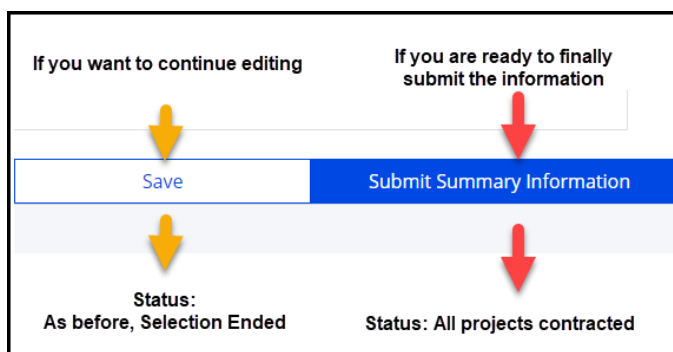 If you want to continue editing
If you are ready to finally
submit the information
Save
Submit Summary Information
Status:
As before, Selection Ended
Status: All projects contracted